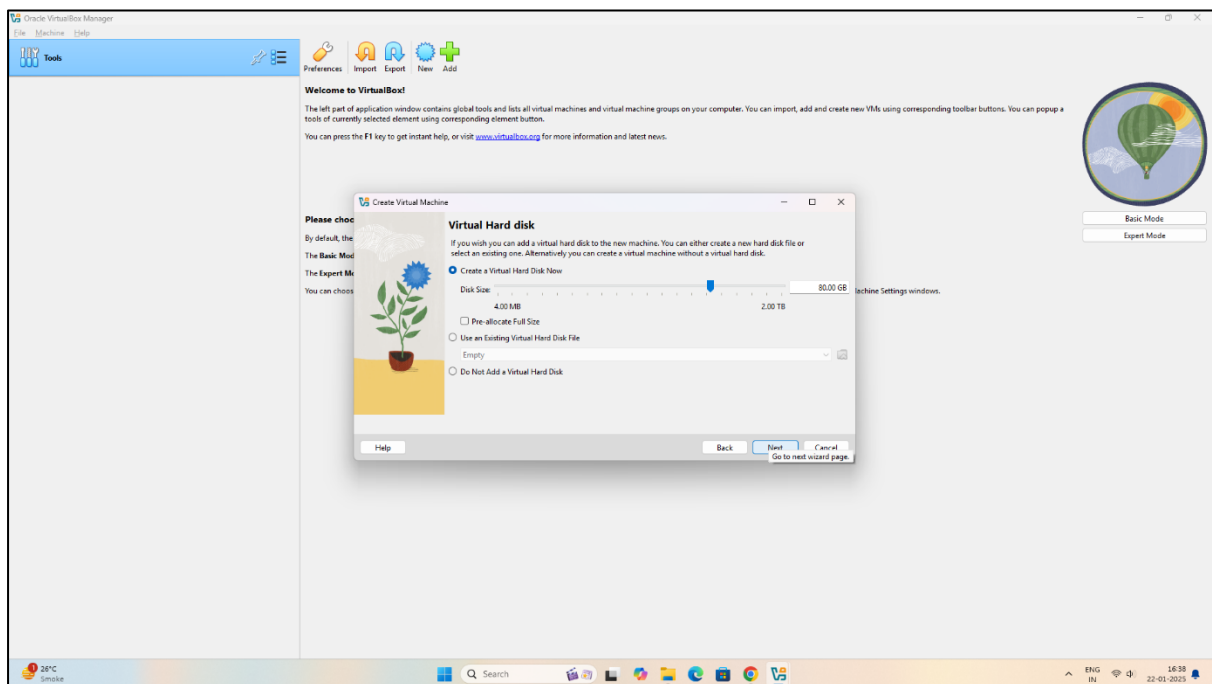 Oracle VirtualBox Manager
File Machine Help
Tools
Preferences Import Export New Add
Welcome to VirtualBox!
The left part of application window contains global tools and lists all virtual machines and virtual machine groups on your computer. You can import, add and create new VMs using corresponding toolbar buttons. You can popup a
tools of currently selected element using corresponding element button.
You can press the F1 key to get instant help, or visit www.virtualbox.org for more information and latest news.
Please choo
By default, the
The Basic Mod
The Expert Mo
You can choos
achine Settings windows.
Basic Mode
Expert Mode
Create Virtual Machine
Virtual Hard disk
If you wish you can add a virtual hard disk to the new machine. You can either create a new hard disk file or
select an existing one. Alternatively you can create a virtual machine without a virtual hard disk.
Create a Virtual Hard Disk Now
Disk Size: 80.00 GB
4.00 MB 2.00 TB
Pre-allocate Full Size
Use an Existing Virtual Hard Disk File
Empty
Do Not Add a Virtual Hard Disk
Help Back Next Cancel
Go to next wizard page.
1 26°C
Smoke
Search
ENG
IN
16:38
22-01-2025